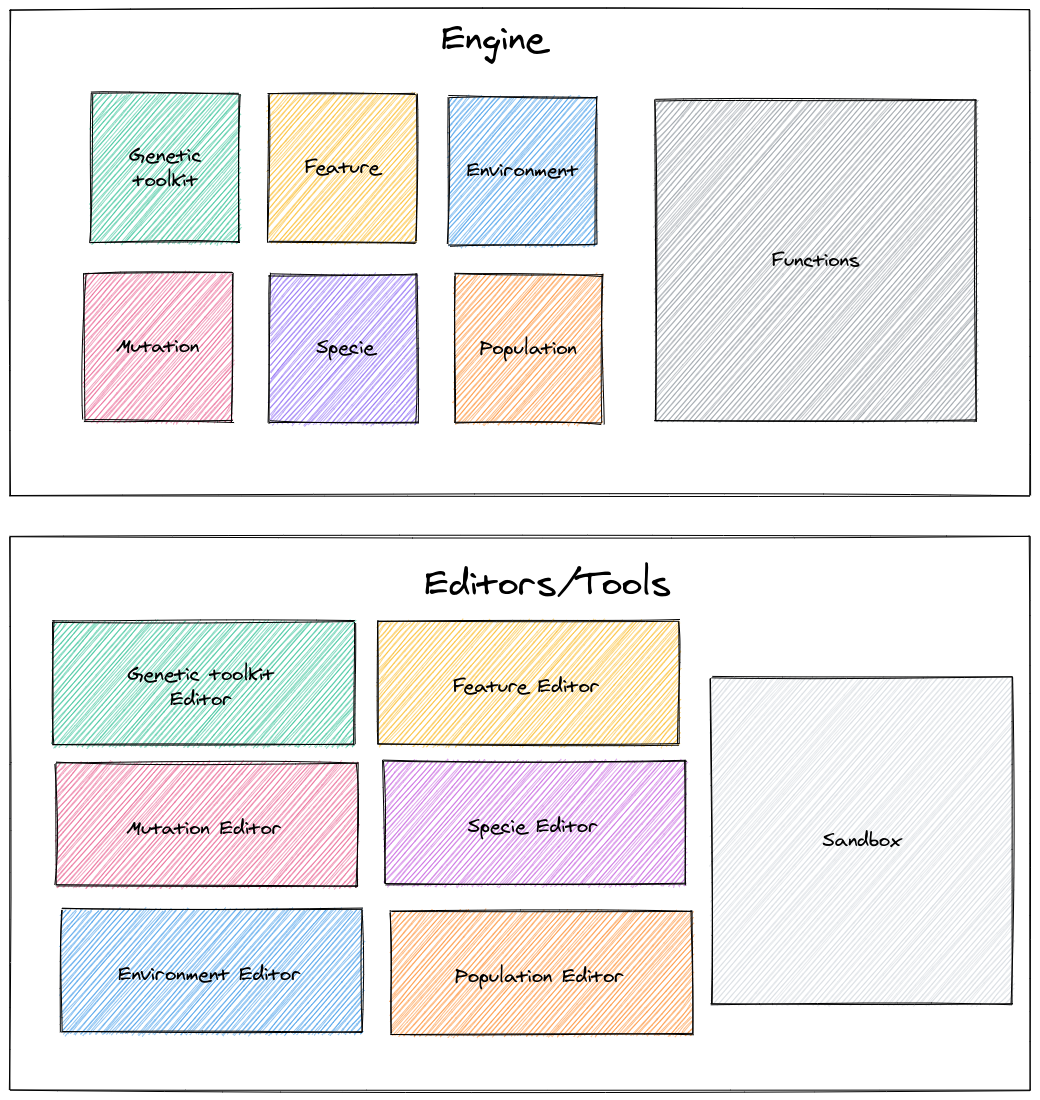 Engine
Genetic
toolkit
Feature
Environment
Functions
Mutation
Specie
Population
Editors/Tools
Genetic toolkit
Editor
Feature Editor
Mutation Editor
Specie Editor
Sandbox
Environment Editor
Population Editor